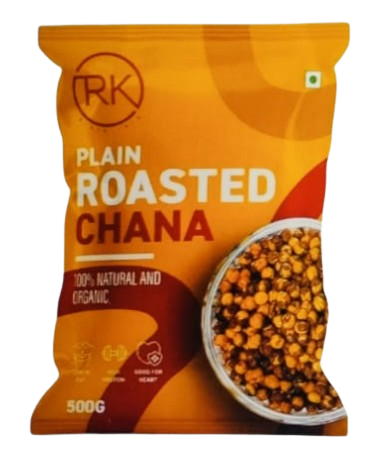 RK
PLAIN
ROASTED
CHANA
100% NATURAL AND
ORGANIC
GOOD FOR
HEART
500G